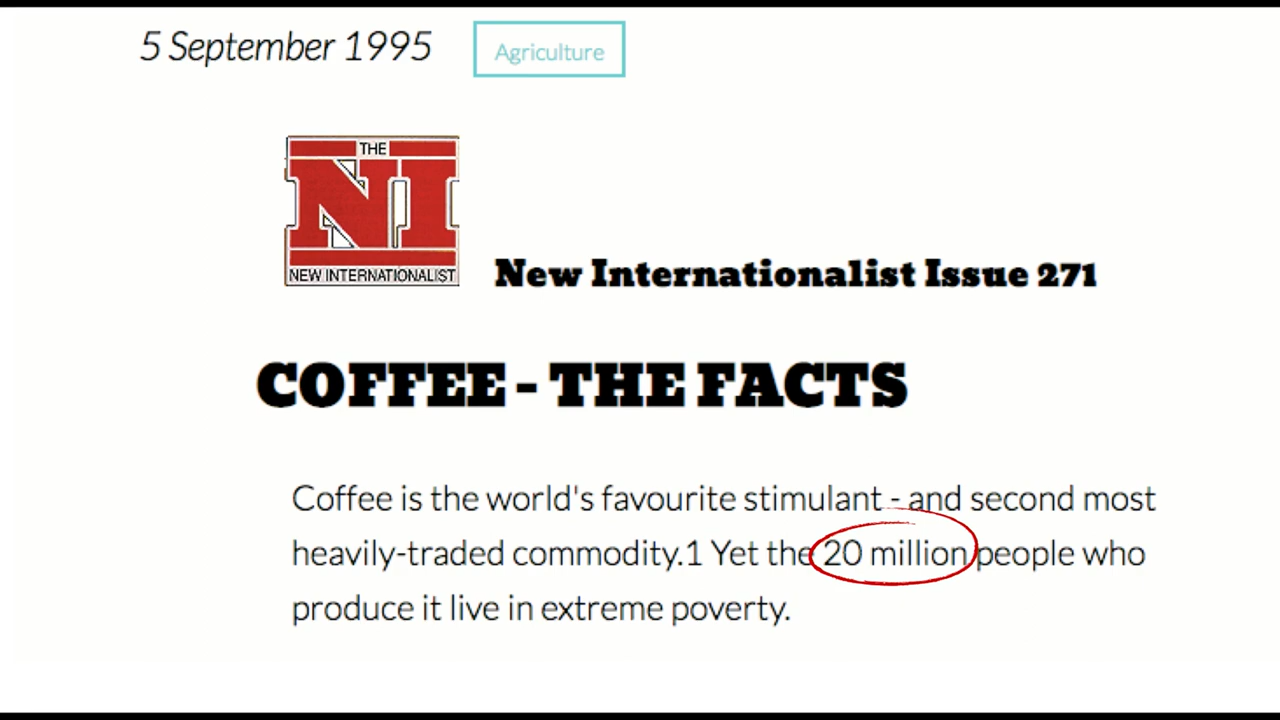 5 September 1995
Agriculture
THE
NI
NEW INTERNATIONALIST
New Internationalist Issue 271
COFFEE - THE FACTS
Coffee is the world's favourite stimulant - and second most
heavily-traded commodity.1 Yet the 20 million people who
produce it live in extreme poverty.